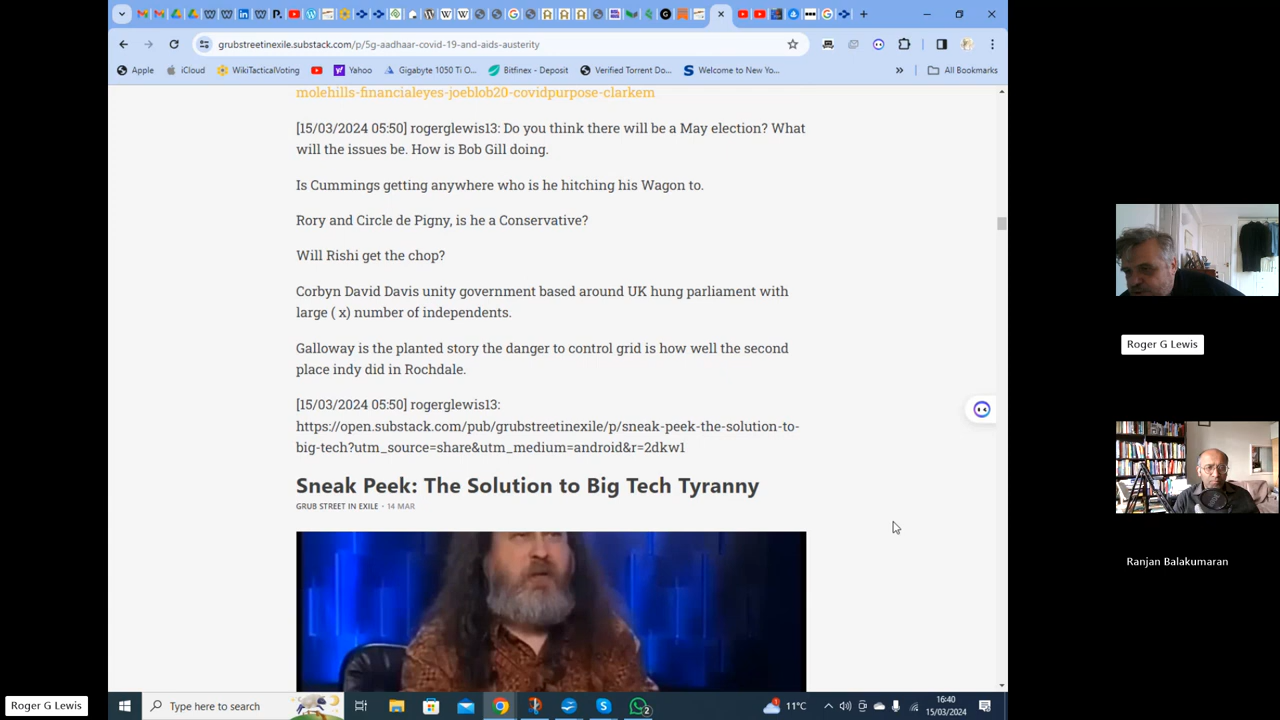 grubstreetinexile.substack.com/p/5g-aadhaar-covid-19-and-aids-austerity
Apple
iCloud
WikiTacticalVoting
Yahoo
Gigabyte 1050 Ti O...
Bitfinex - Deposit
Verified Torrent Do...
Welcome to New Yo...
»
All Bookmarks
molehills-financialeyes-joeblob20-covidpurpose-clarkem
[15/03/2024 05:50] rogerglewis13: Do you think there will be a May election? What
will the issues be. How is Bob Gill doing.
Is Cummings getting anywhere who is he hitching his Wagon to.
Rory and Circle de Pigny, is he a Conservative?
Will Rishi get the chop?
Corbyn David Davis unity government based around UK hung parliament with
large ( x) number of independents.
Galloway is the planted story the danger to control grid is how well the second
place indy did in Rochdale.
[15/03/2024 05:50] rogerglewis13:
https://open.substack.com/pub/grubstreetinexile/p/sneak-peek-the-solution-to-
big-tech?utm_source=share&utm_medium=android&r=2dkw1
Sneak Peek: The Solution to Big Tech Tyranny
GRUB STREET IN EXILE · 14 MAR
Roger G Lewis
Ranjan Balakumaran
Roger G Lewis
Type here to search
2
11°C
16:40
15/03/2024